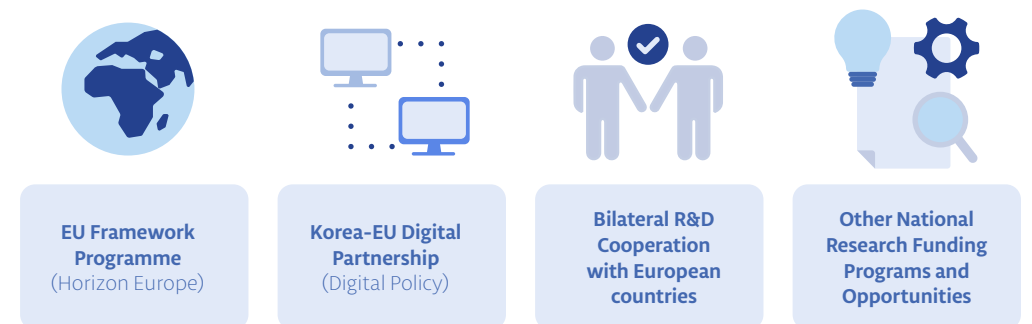 EU Framework
Programme
(Horizon Europe)
Korea-EU Digital
Partnership
(Digital Policy)
Bilateral R&D
Cooperation
with European
countries
Other National
Research Funding
Programs and
Opportunities